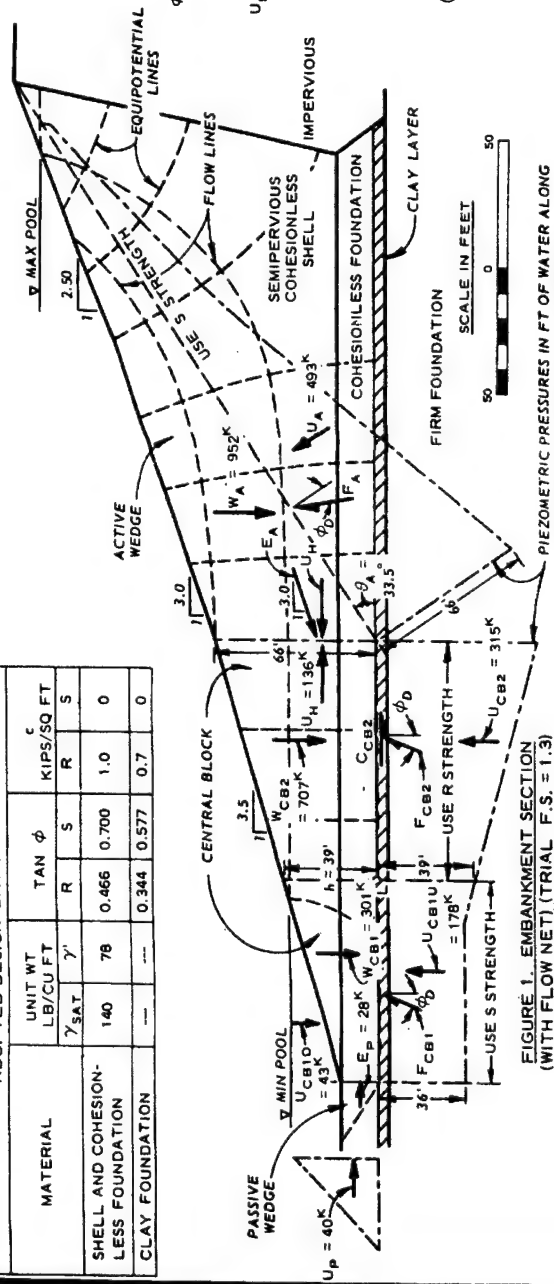 MATERIAL
UNIT WT
LB/CU FT
TAN φ
c
KIPS/SQ FT
γSAT
γ'
R
S
R
S
SHELL AND COHESION-
LESS FOUNDATION
140
78
0.466
0.700
1.0
0
CLAY FOUNDATION
---
---
0.344
0.577
0.7
0
MAX POOL
2.50
1
EQUIPOTENTIAL
LINES
FLOW LINES
USE S STRENGTH
SEMIPERVIOUS
COHESIONLESS
SHELL
IMPERVIOUS
COHESIONLESS FOUNDATION
CLAY LAYER
FIRM FOUNDATION
SCALE IN FEET
50 0 50
ACTIVE
WEDGE
3.0
1
WA = 952K
UA = 493K
EA
3.0
1
UH
φD
FA
θA =
33.5°
66'
UH = 136K
CENTRAL BLOCK
3.5
1
WCB2
= 707K
CCB2
φD
FCB2
UCB2 = 315K
USE R STRENGTH
h = 39'
39'
MIN POOL
UCB1D
= 43K
WCB1 = 301K
EP = 28K
φD
FCB1
UCB1U
= 178K
USE S STRENGTH
36'
PASSIVE
WEDGE
UP = 40K
PIEZOMETRIC PRESSURES IN FT OF WATER ALONG
FIGURE 1. EMBANKMENT SECTION
(WITH FLOW NET) (TRIAL F.S. = 1.3)